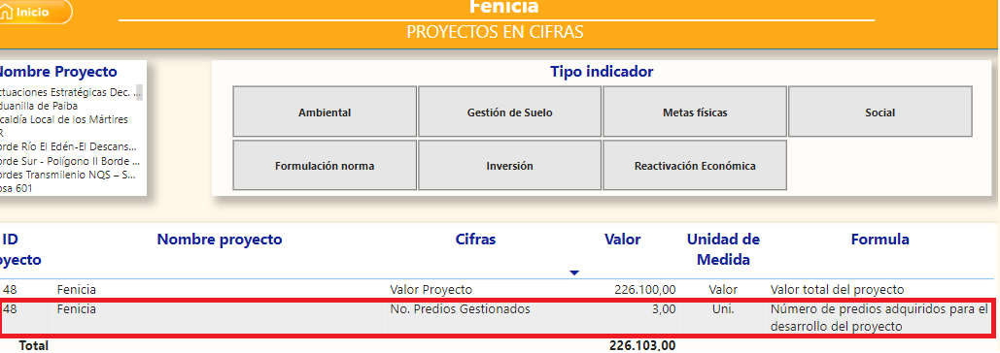 Inicio
Fenicia
PROYECTOS EN CIFRAS
Nombre Proyecto
ctuaciones Estratégicas Dec. ...
duanilla de Paiba
caldía Local de los Mártires
R
orde Río El Edén-El Descans...
orde Sur - Polígono II Borde ...
ordes Transmilenio NQS – S...
osa 601
Tipo indicador
Ambiental
Gestión de Suelo
Metas físicas
Social
Formulación norma
Inversión
Reactivación Económica
ID
oyecto
Nombre proyecto
Cifras
Valor
Unidad de
Medida
Formula
48 Fenicia Valor Proyecto 226.100,00 Valor Valor total del proyecto
48 Fenicia No. Predios Gestionados 3,00 Uni. Número de predios adquiridos para el
desarrollo del proyecto
Total 226.103,00